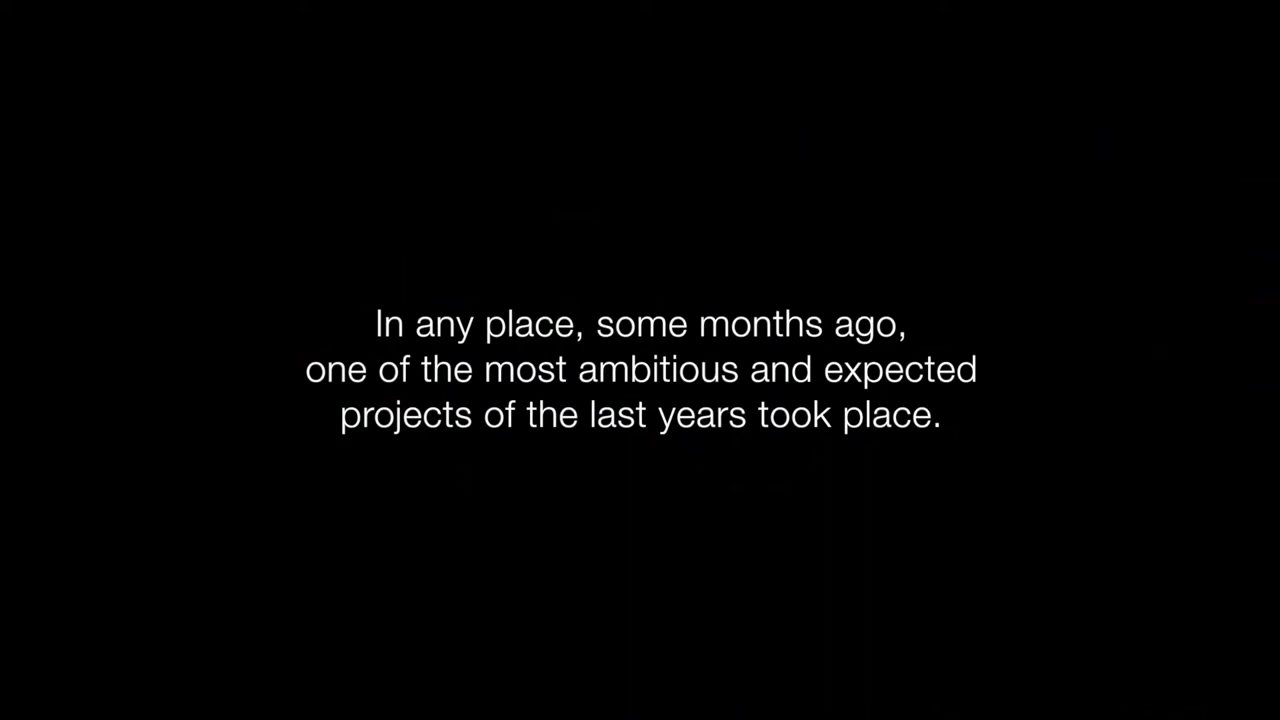 In any place, some months ago,
one of the most ambitious and expected
projects of the last years took place.